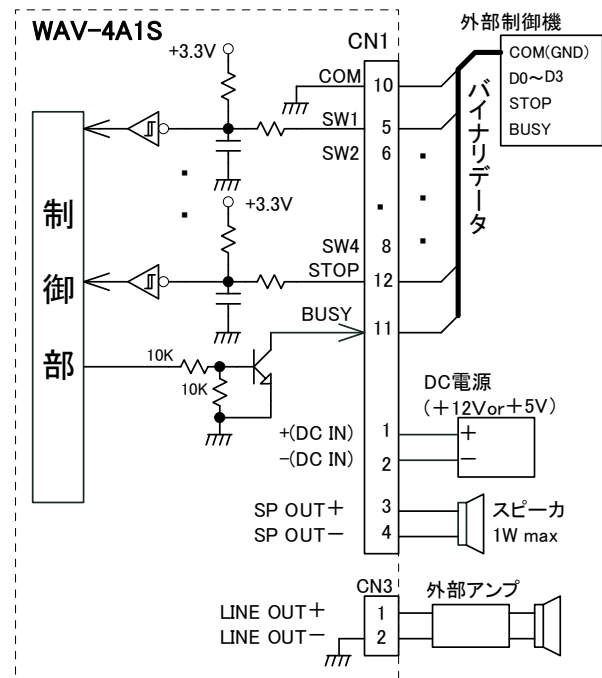 WAV-4A1S
外部制御機
+3.3V
CN1
COM(GND)
D0～D3
STOP
BUSY
COM
10
バイナリデータ
SW1
5
SW2
6
+3.3V
制御部
SW4
8
STOP
12
BUSY
11
10K
10K
DC電源
(＋12Vor＋5V)
+(DC IN)
1
＋
−(DC IN)
2
−
SP OUT＋
3
スピーカ
SP OUT−
4
1W max
CN3
外部アンプ
LINE OUT＋
1
LINE OUT−
2